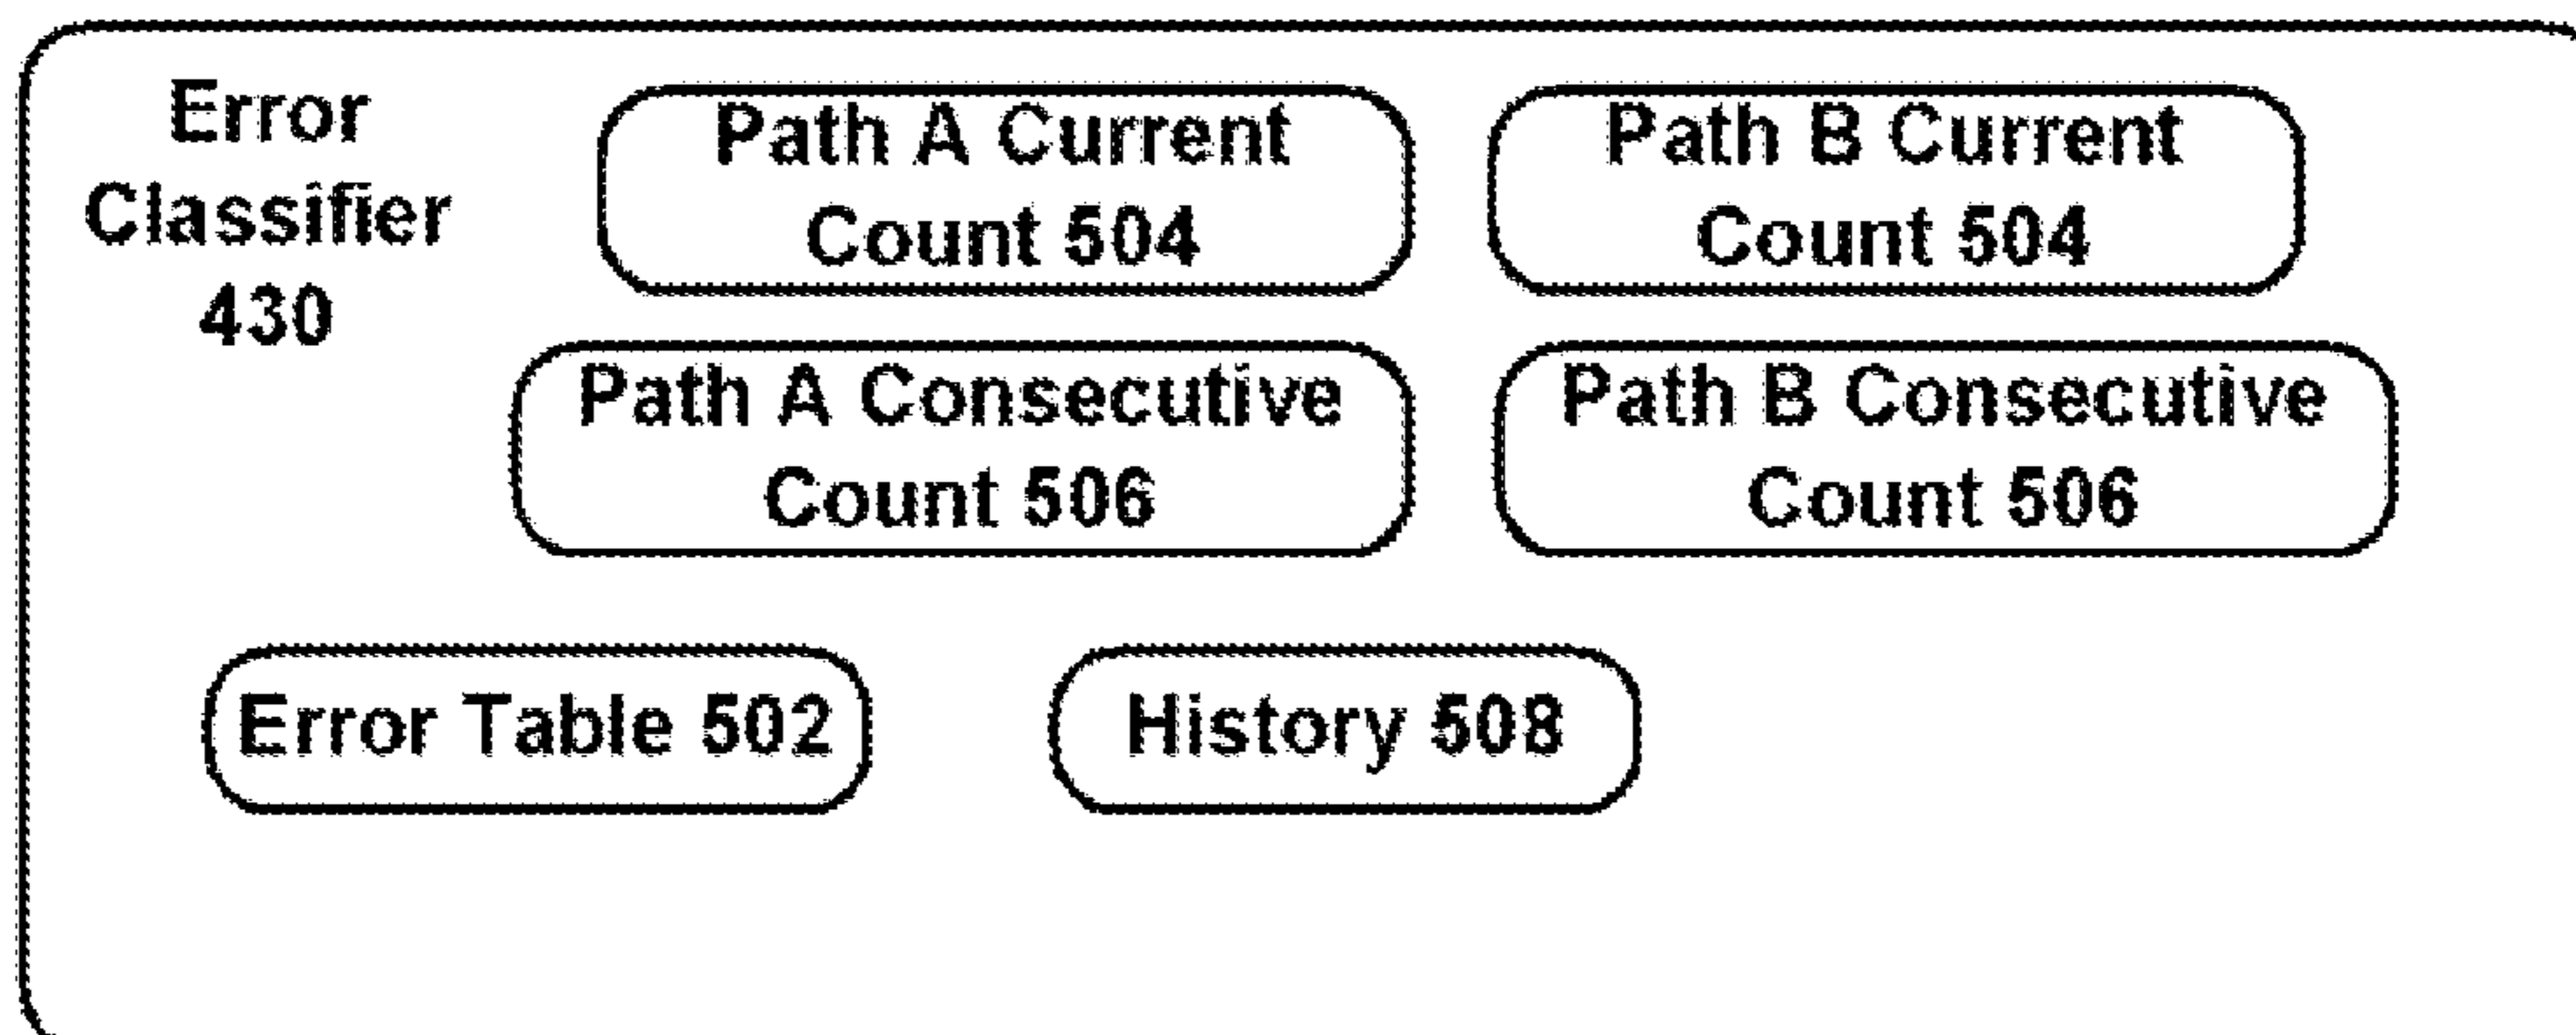 Error
Classifier
430
Path A Current
Count 504
Path B Current
Count 504
Path A Consecutive
Count 506
Path B Consecutive
Count 506
Error Table 502
History 508